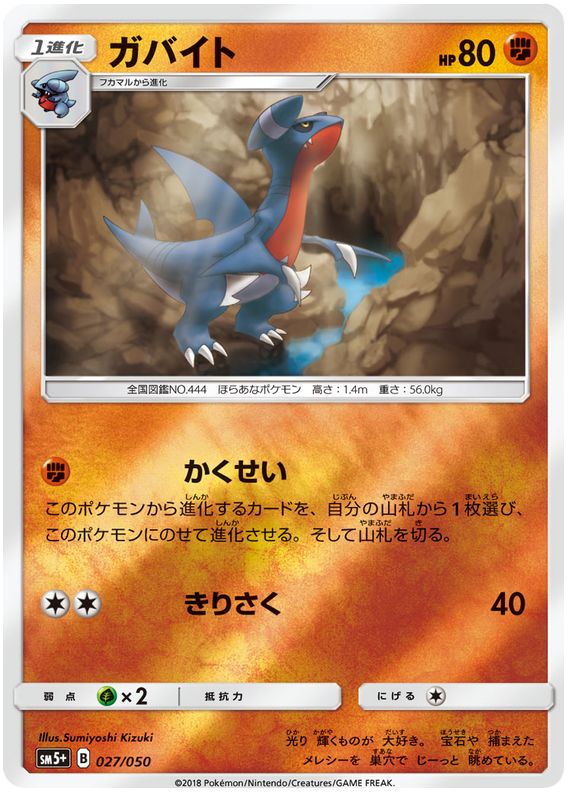 1進化 ガバイト HP80
フカマルから進化
全国図鑑NO.444 ほらあなポケモン 高さ：1.4m 重さ：56.0kg
かくせい
このポケモンから進化するカードを、自分の山札から1枚選び、
このポケモンにのせて進化させる。そして山札を切る。
きりさく 40
弱点 ×2 抵抗力 にげる
Illus.Sumiyoshi Kizuki
SM5+ B 027/050
光り 輝くものが 大好き。 宝石や 捕まえた
メレシーを 巣穴で じーっと 眺めている。
©2018 Pokémon/Nintendo/Creatures/GAME FREAK.